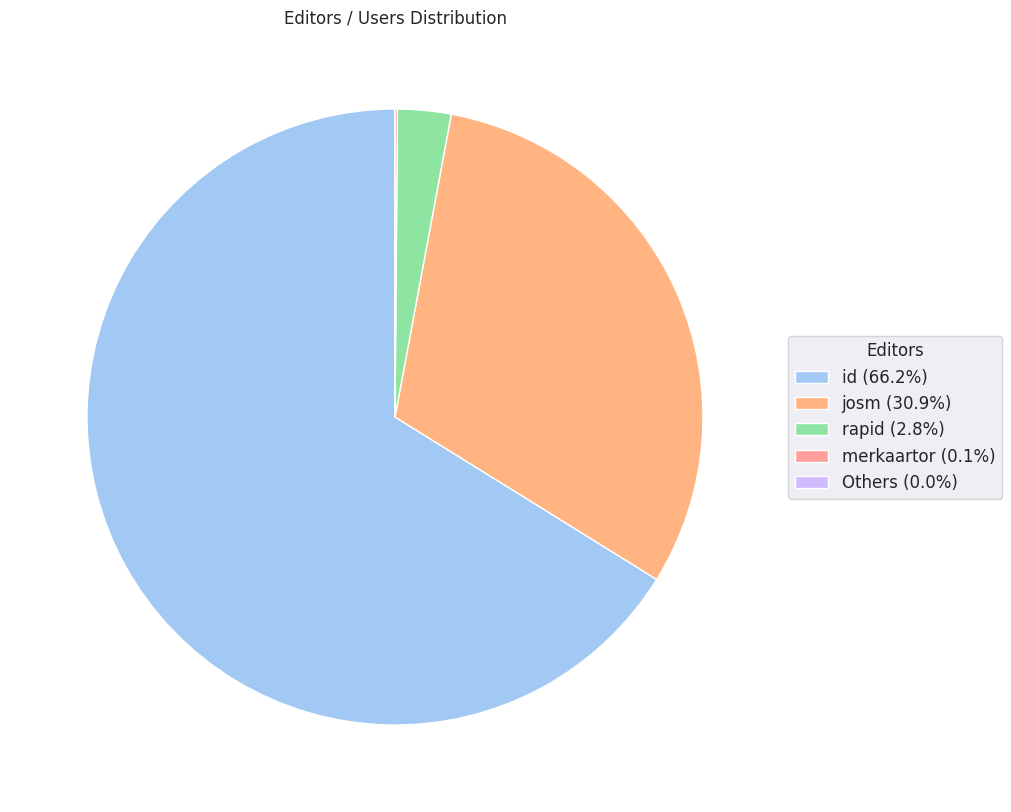 Editors / Users Distribution
Editors
id (66.2%)
josm (30.9%)
rapid (2.8%)
merkaartor (0.1%)
Others (0.0%)